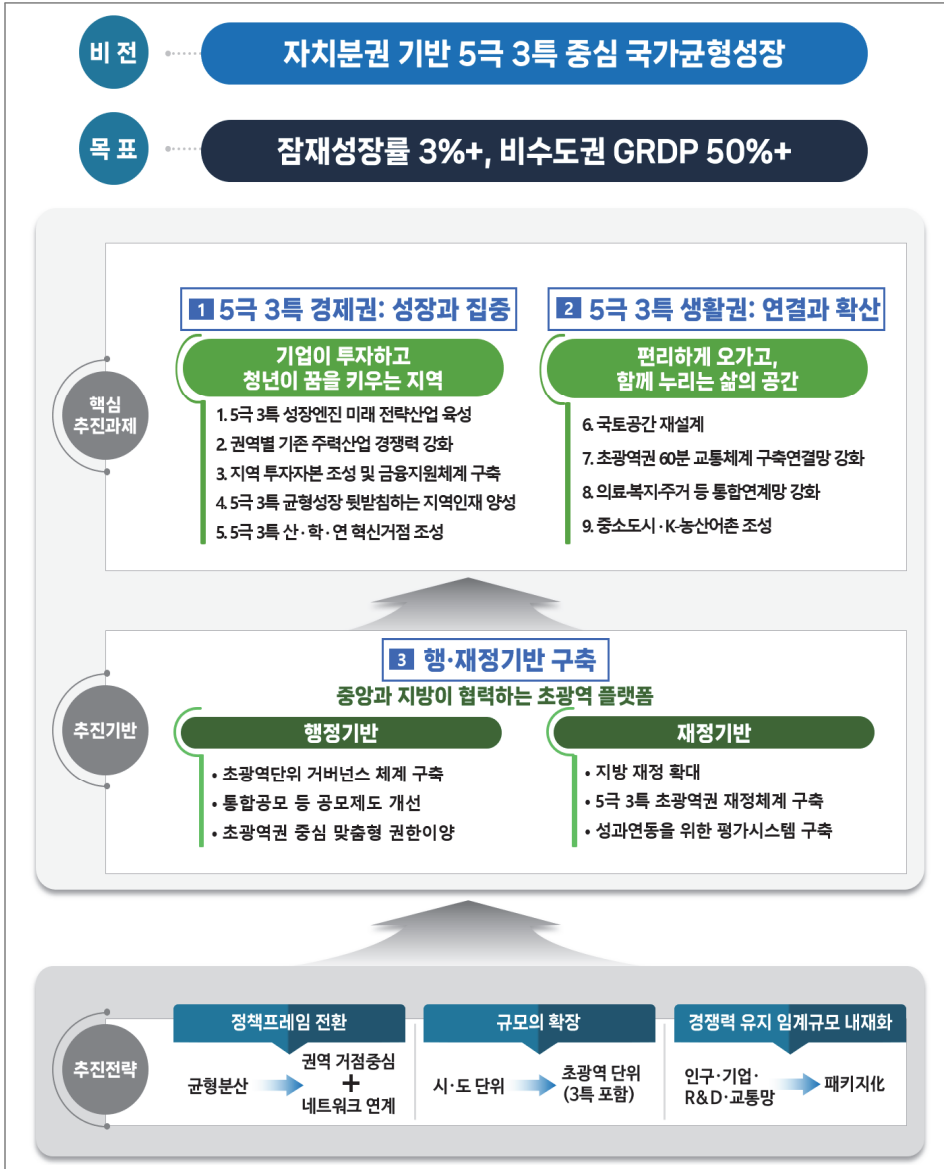 비 전
자치분권 기반 5극 3특 중심 국가균형성장
목 표
잠재성장률 3%+, 비수도권 GRDP 50%+
핵심
추진과제
1 5극 3특 경제권: 성장과 집중
기업이 투자하고
청년이 꿈을 키우는 지역
1. 5극 3특 성장엔진 미래 전략산업 육성
2. 권역별 기존 주력산업 경쟁력 강화
3. 지역 투자자본 조성 및 금융지원체계 구축
4. 5극 3특 균형성장 뒷받침하는 지역인재 양성
5. 5극 3특 산·학·연 혁신거점 조성
2 5극 3특 생활권: 연결과 확산
편리하게 오가고,
함께 누리는 삶의 공간
6. 국토공간 재설계
7. 초광역권 60분 교통체계 구축연결망 강화
8. 의료·복지·주거 등 통합연계망 강화
9. 중소도시·K-농산어촌 조성
추진기반
3 행·재정기반 구축
중앙과 지방이 협력하는 초광역 플랫폼
행정기반
• 초광역단위 거버넌스 체계 구축
• 통합공모 등 공모제도 개선
• 초광역권 중심 맞춤형 권한이양
재정기반
• 지방 재정 확대
• 5극 3특 초광역권 재정체계 구축
• 성과연동을 위한 평가시스템 구축
추진전략
정책프레임 전환
균형분산
권역 거점중심
+
네트워크 연계
규모의 확장
시·도 단위
초광역 단위
(3특 포함)
경쟁력 유지 임계규모 내재화
인구·기업·
R&D·교통망
패키지化